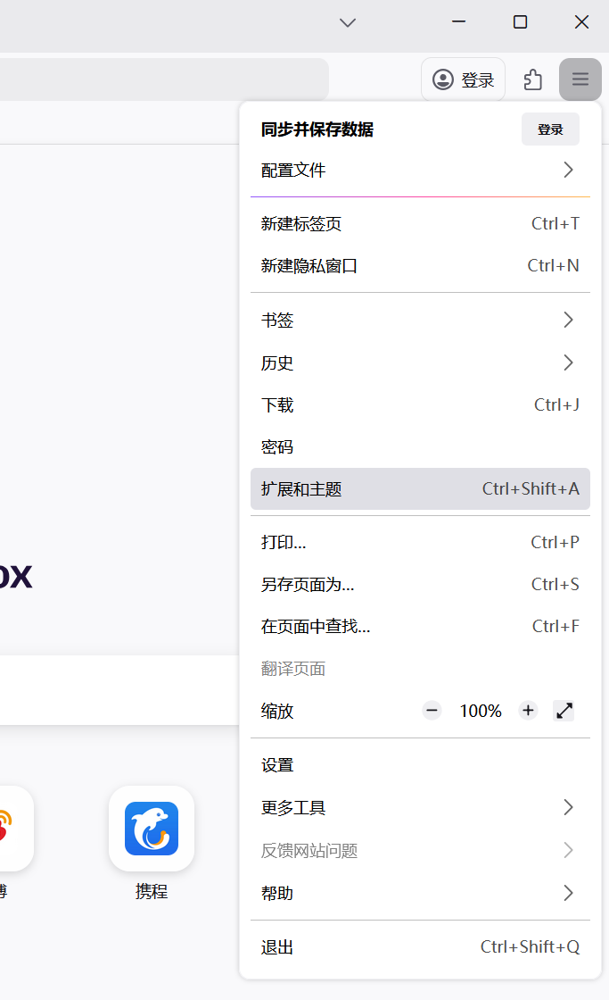 登录
同步并保存数据 登录
配置文件
新建标签页 Ctrl+T
新建隐私窗口 Ctrl+N
书签
历史
下载 Ctrl+J
密码
扩展和主题 Ctrl+Shift+A
打印... Ctrl+P
另存页面为... Ctrl+S
ox
在页面中查找... Ctrl+F
翻译页面
缩放 100%
设置
更多工具
反馈网站问题
携程
帮助
退出 Ctrl+Shift+Q